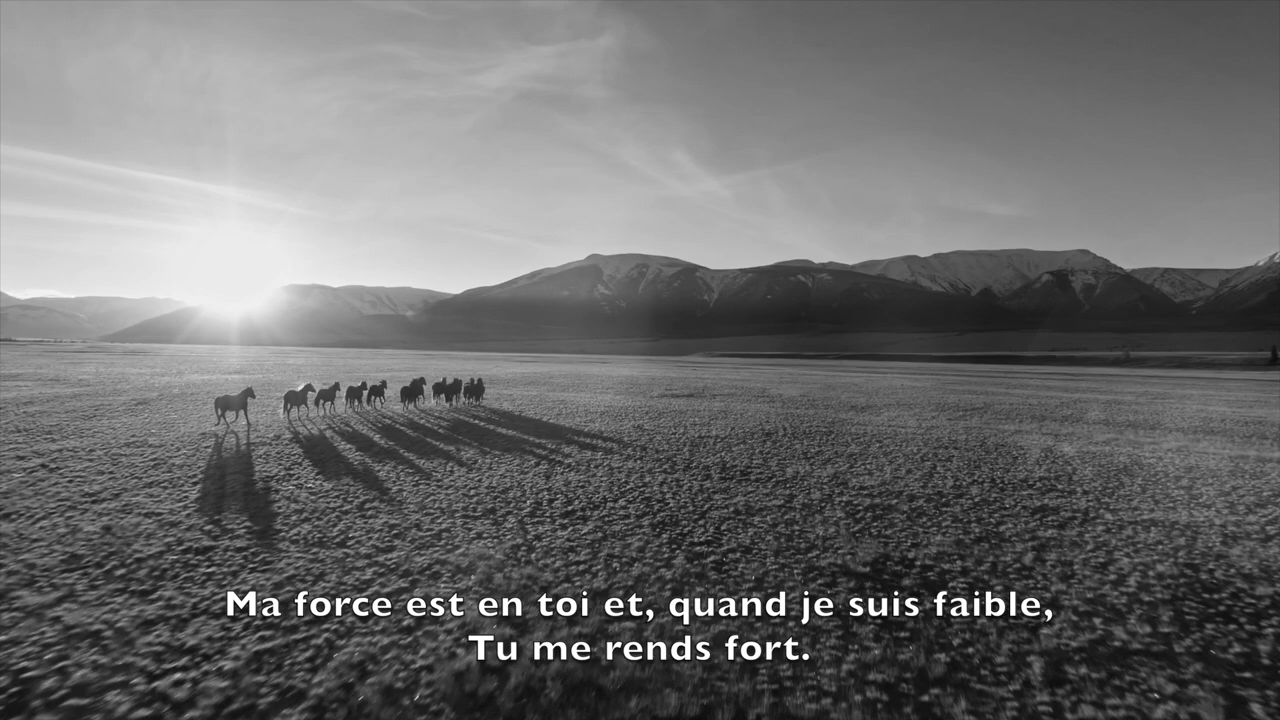 Ma force est en toi et, quand je suis faible,
Tu me rends fort.